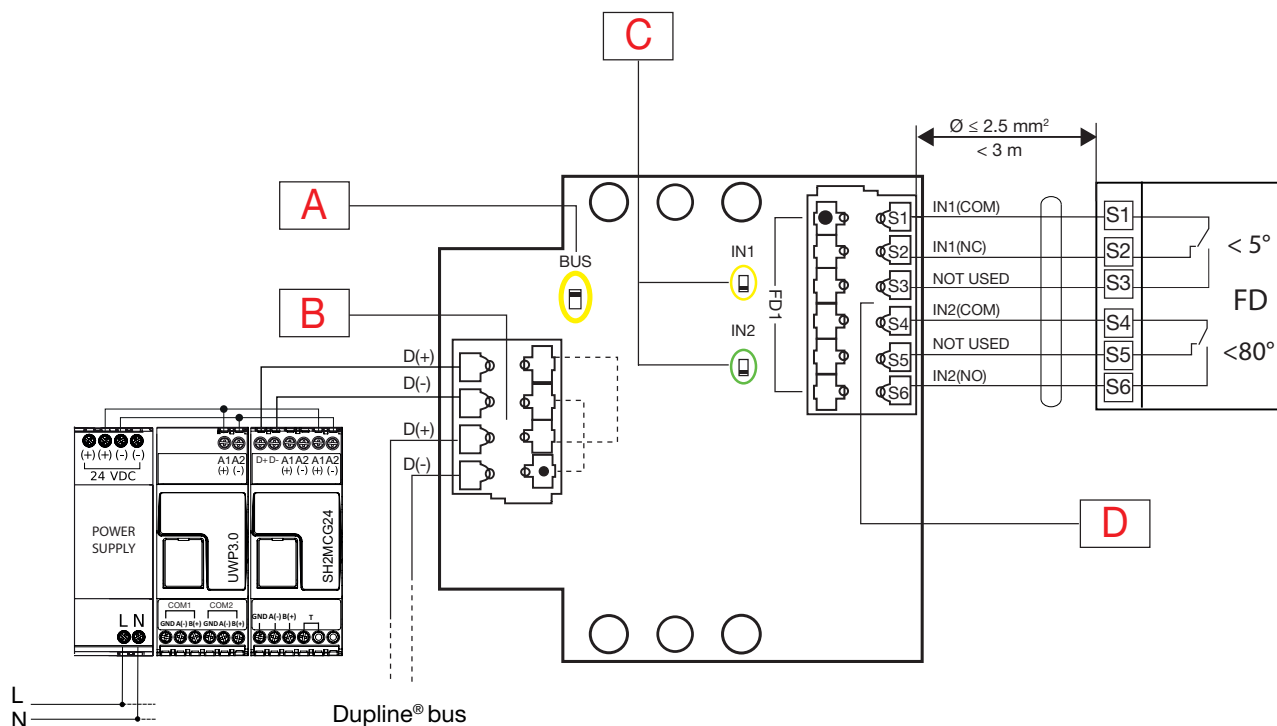 C
Ø ≤ 2.5 mm²
< 3 m
A
BUS
B
IN1
IN2
FD1
S1
S2
S3
S4
S5
S6
IN1(COM)
IN1(NC)
NOT USED
IN2(COM)
NOT USED
IN2(NO)
S1
S2
S3
S4
S5
S6
< 5°
FD
<80°
D
D(+)
D(-)
D(+)
D(-)
(+) (+) (-) (-)
24 VDC
POWER
SUPPLY
L N
A1 A2
(+) (-)
UWP3.0
COM1 COM2
GND A(-) B(+) GND A(-) B(+)
D+ D- A1 A2 A1 A2
(+) (-) (+) (-)
SH2MCG24
GND A(-) B(+) T
L
N
Dupline® bus